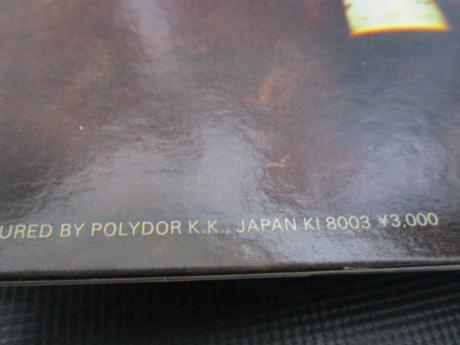 URED BY POLYDOR K.K., JAPAN KI 8003 ¥3,000